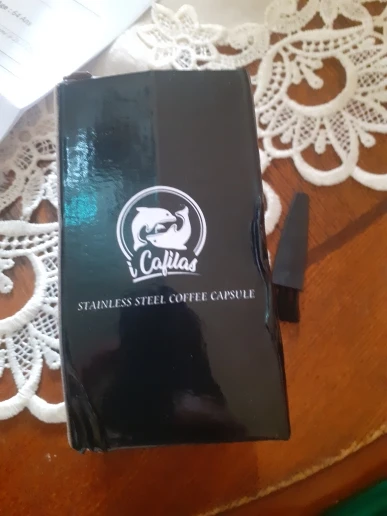 i Cafilas
STAINLESS STEEL COFFEE CAPSULE